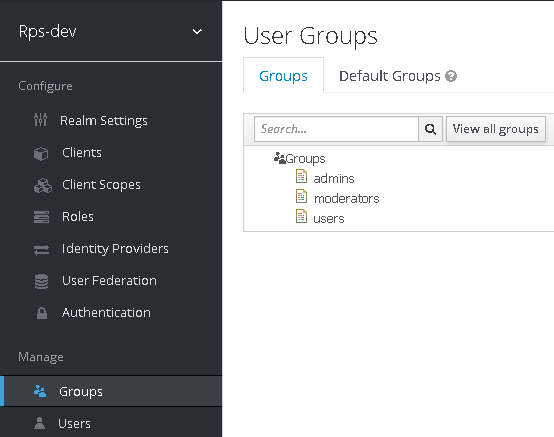 Rps-dev
Configure
Realm Settings
Clients
Client Scopes
Roles
Identity Providers
User Federation
Authentication
Manage
Groups
Users
User Groups
Groups
Default Groups ?
Search...
View all groups
Groups
admins
moderators
users